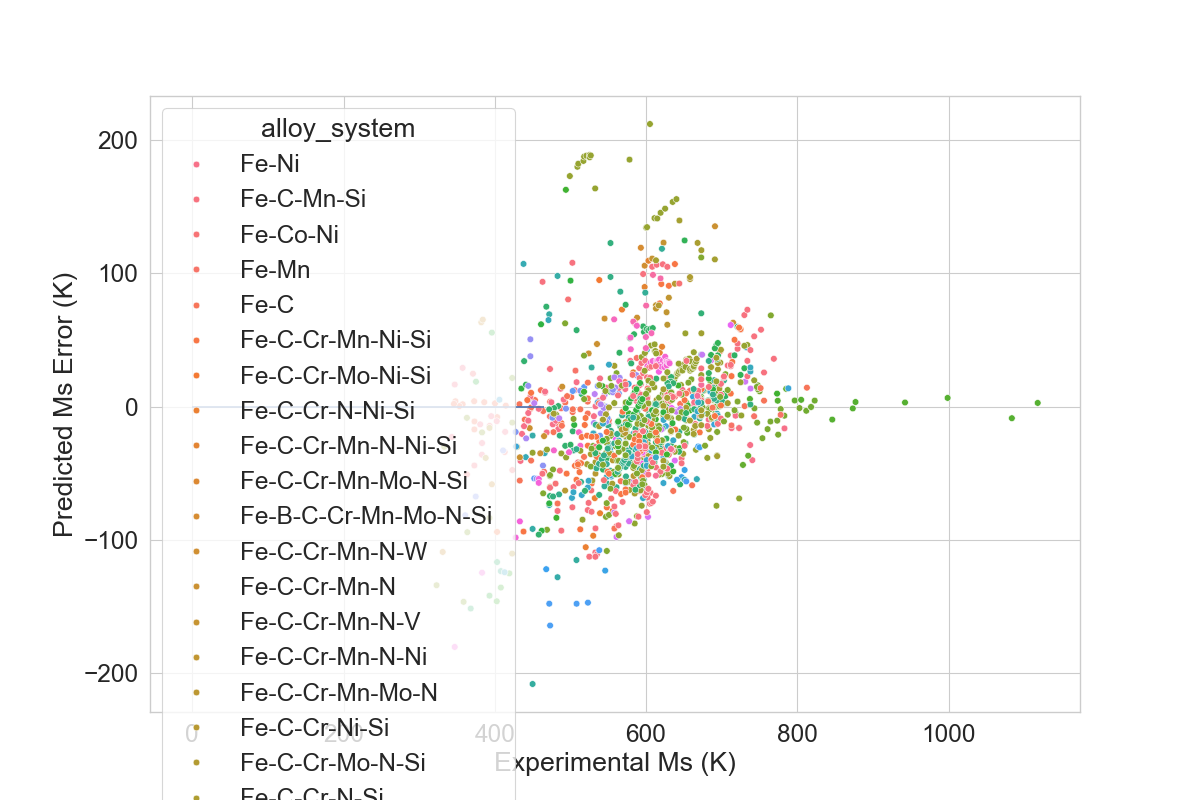 200
100
0
−100
−200
Predicted Ms Error (K)
alloy_system
Fe-Ni
Fe-C-Mn-Si
Fe-Co-Ni
Fe-Mn
Fe-C
Fe-C-Cr-Mn-Ni-Si
Fe-C-Cr-Mo-Ni-Si
Fe-C-Cr-N-Ni-Si
Fe-C-Cr-Mn-N-Ni-Si
Fe-C-Cr-Mn-Mo-N-Si
Fe-B-C-Cr-Mn-Mo-N-Si
Fe-C-Cr-Mn-N-W
Fe-C-Cr-Mn-N
Fe-C-Cr-Mn-N-V
Fe-C-Cr-Mn-N-Ni
Fe-C-Cr-Mn-Mo-N
Fe-C-Cr-Ni-Si
Fe-C-Cr-Mo-N-Si
Fe-C-Cr-N-Si
0 200 400 600 800 1000
Experimental Ms (K)